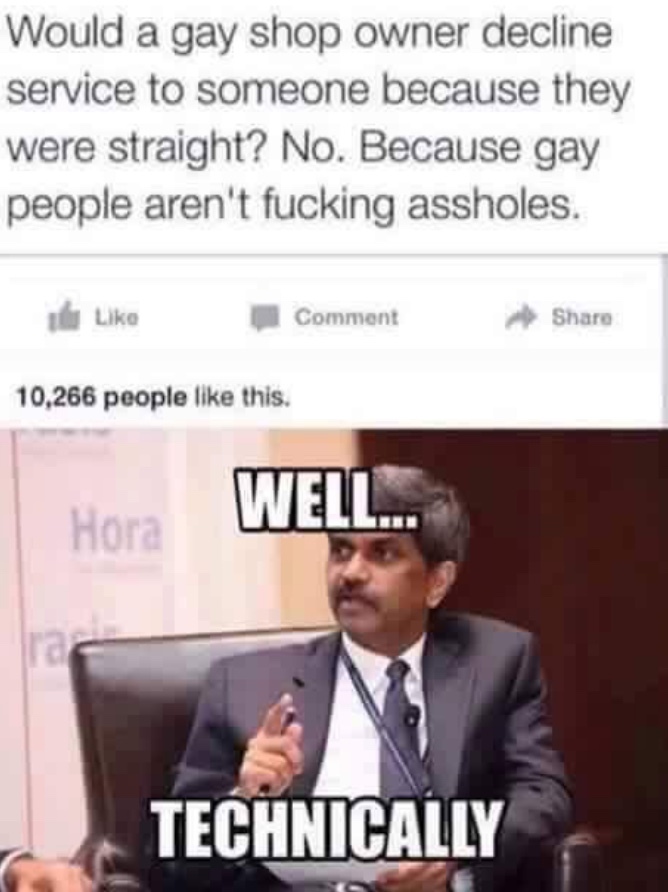 Would a gay shop owner decline
service to someone because they
were straight? No. Because gay
people aren't fucking assholes.
Like Comment Share
10,266 people like this.
WELL...
Hora
TECHNICALLY